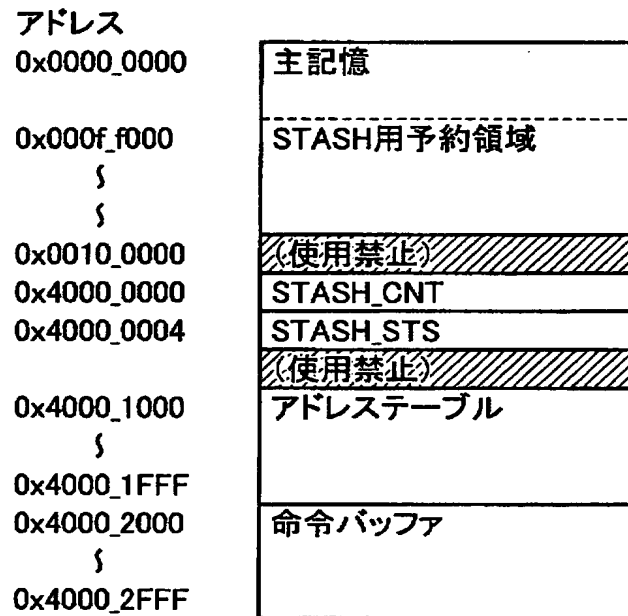 アドレス
0x0000_0000 主記憶
0x000f_f000 STASH用予約領域
∫
∫
0x0010_0000 (使用禁止)
0x4000_0000 STASH_CNT
0x4000_0004 STASH_STS
(使用禁止)
0x4000_1000 アドレステーブル
∫
0x4000_1FFF
0x4000_2000 命令バッファ
∫
0x4000_2FFF